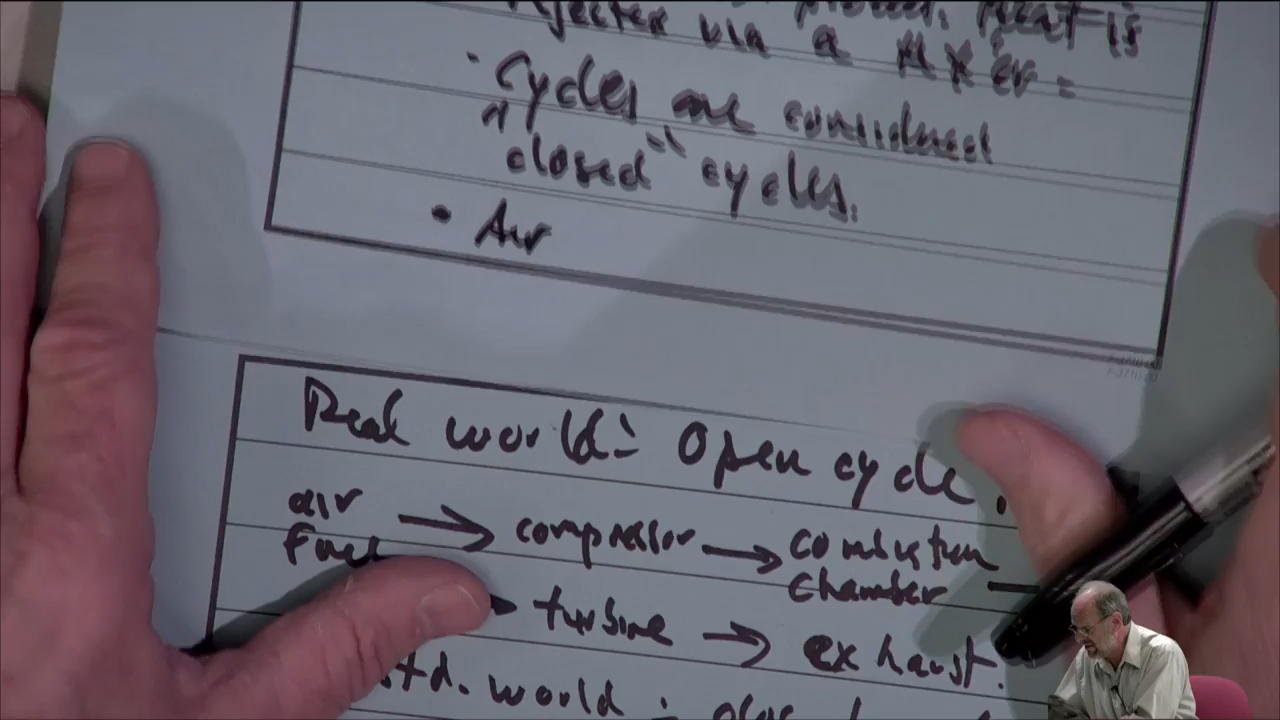 via a HXer.
• Cycles are considered
"closed" cycles.
• Air
Real world: Open cycle.
air
fuel → compressor → combustion
chamber →
→ turbine → exhaust.
std. world